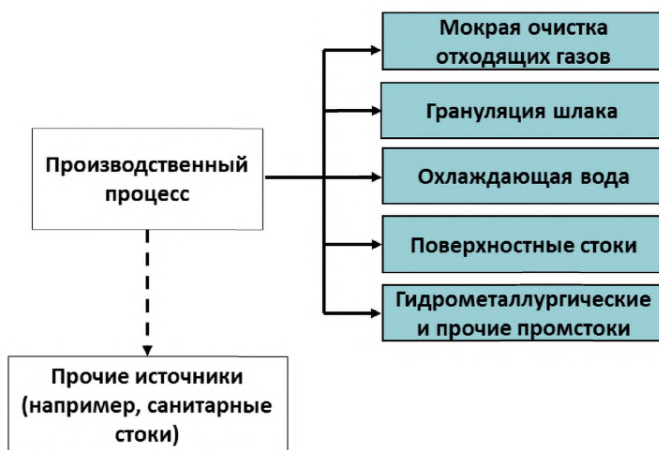 Мокрая очистка
отходящих газов
Грануляция шлака
Производственный
процесс
Охлаждающая вода
Поверхностные стоки
Гидрометаллургические
и прочие промстоки
Прочие источники
(например, санитарные
стоки)